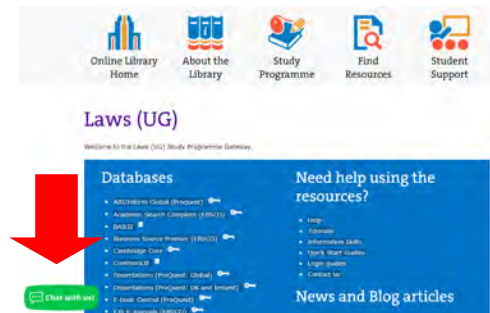 Online Library
Home
About the
Library
Study
Programme
Find
Resources
Student
Support
Laws (UG)
Welcome to the Laws (UG) Study Programme Gateway.
Databases
ABI/Inform Global (ProQuest)
Academic Search Complete (EBSCO)
BAILII
Business Source Premier (EBSCO)
Cambridge Core
CommonLII
Dissertations (ProQuest: Global)
Dissertations (ProQuest: UK and Ireland)
E-book Central (ProQuest)
Need help using the
resources?
Help
Tutorials
Information Skills
Quick Start Guides
Login guides
Contact us
News and Blog articles
Chat with us!